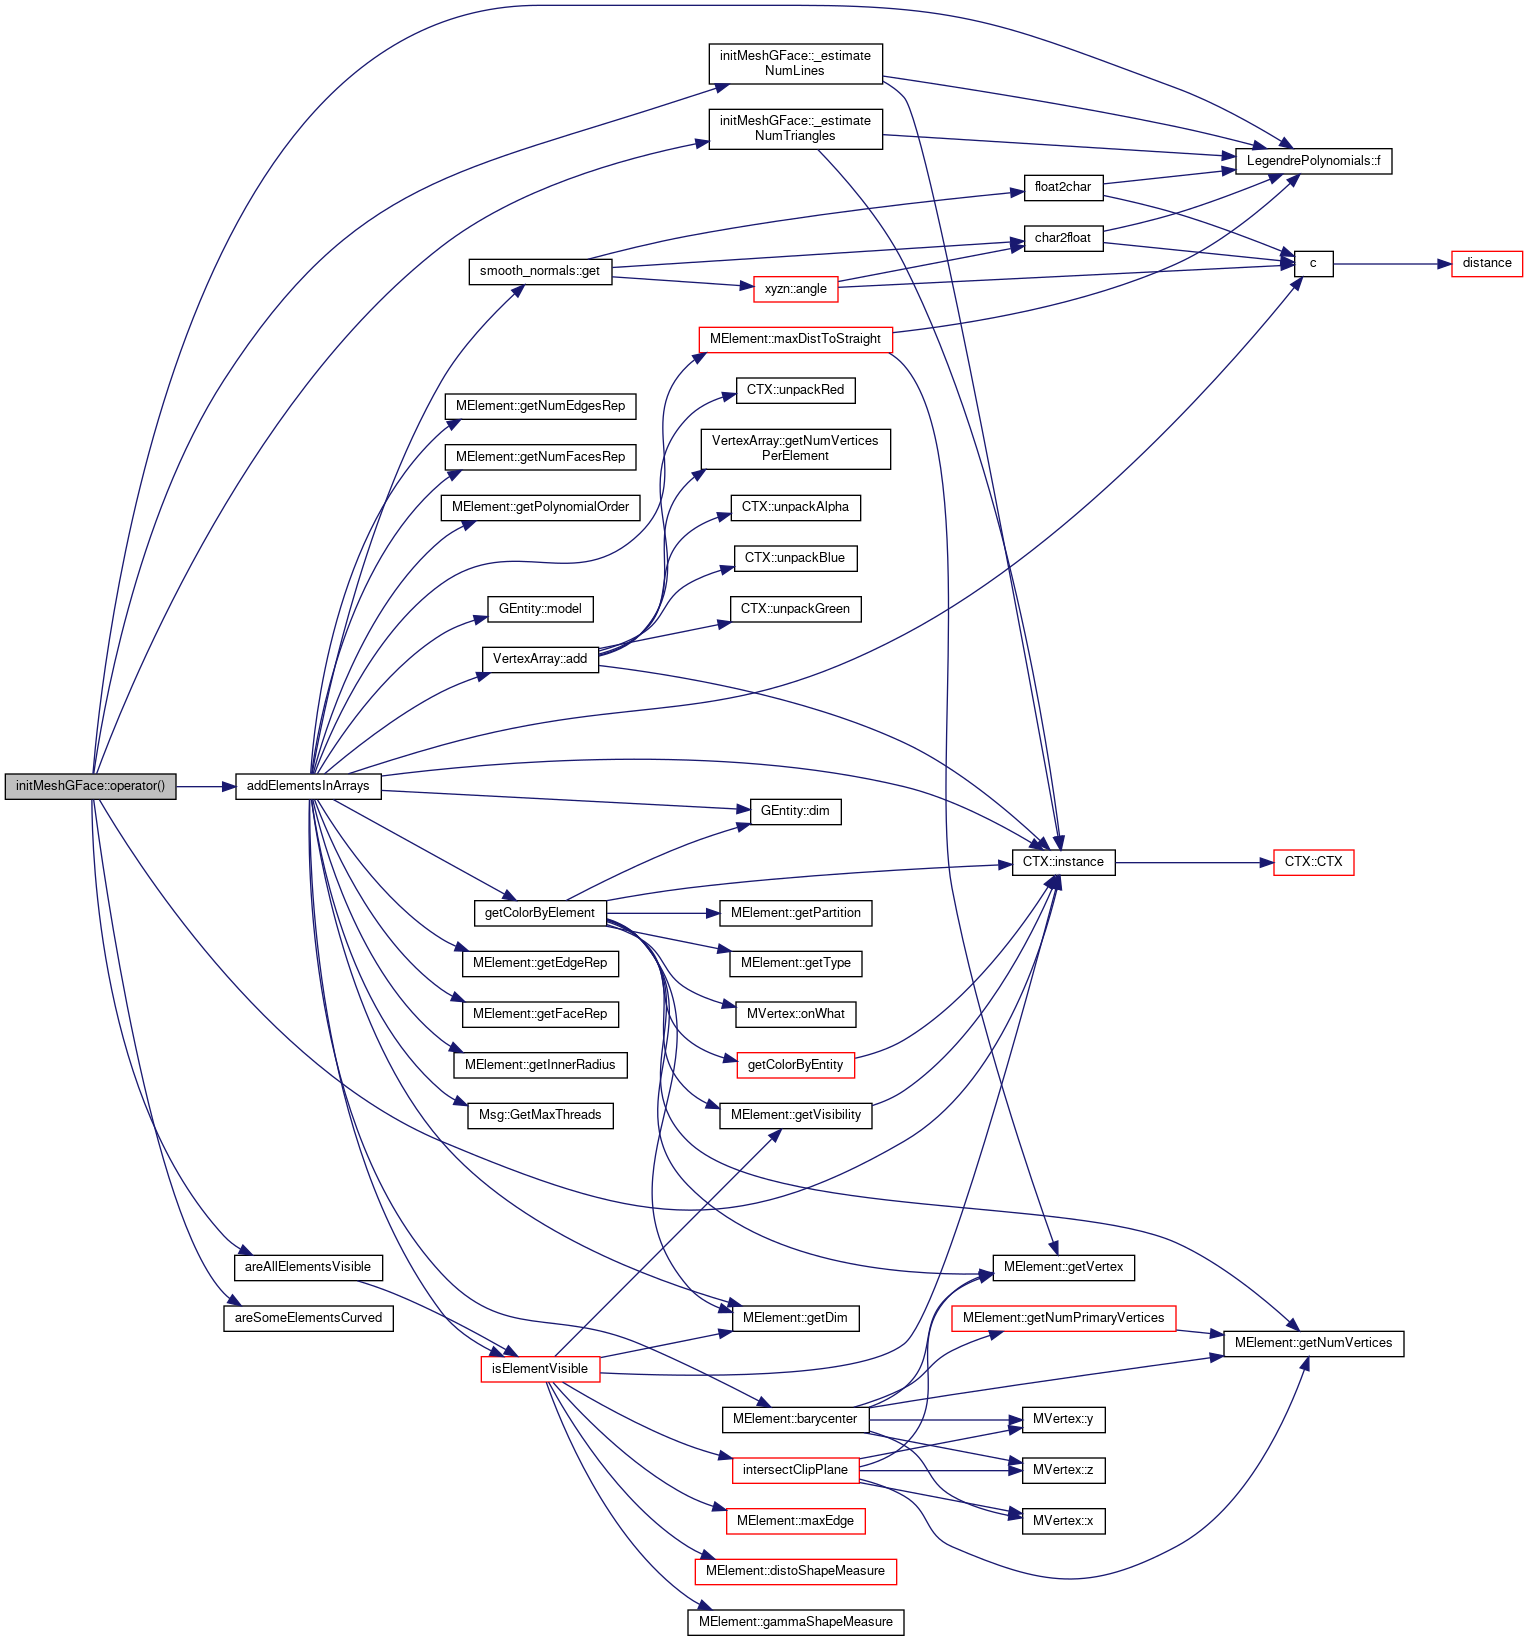 initMeshGFace::_estimate
NumLines
initMeshGFace::_estimate
NumTriangles
LegendrePolynomials::f
float2char
char2float
smooth_normals::get
c
distance
xyzn::angle
MElement::maxDistToStraight
CTX::unpackRed
MElement::getNumEdgesRep
VertexArray::getNumVertices
PerElement
MElement::getNumFacesRep
MElement::getPolynomialOrder
CTX::unpackAlpha
CTX::unpackBlue
GEntity::model
CTX::unpackGreen
VertexArray::add
initMeshGFace::operator()
addElementsInArrays
GEntity::dim
CTX::instance
CTX::CTX
getColorByElement
MElement::getPartition
MElement::getEdgeRep
MElement::getType
MElement::getFaceRep
MVertex::onWhat
MElement::getInnerRadius
getColorByEntity
Msg::GetMaxThreads
MElement::getVisibility
areAllElementsVisible
MElement::getVertex
areSomeElementsCurved
MElement::getDim
MElement::getNumPrimaryVertices
MElement::getNumVertices
isElementVisible
MElement::barycenter
MVertex::y
intersectClipPlane
MVertex::z
MElement::maxEdge
MVertex::x
MElement::distoShapeMeasure
MElement::gammaShapeMeasure